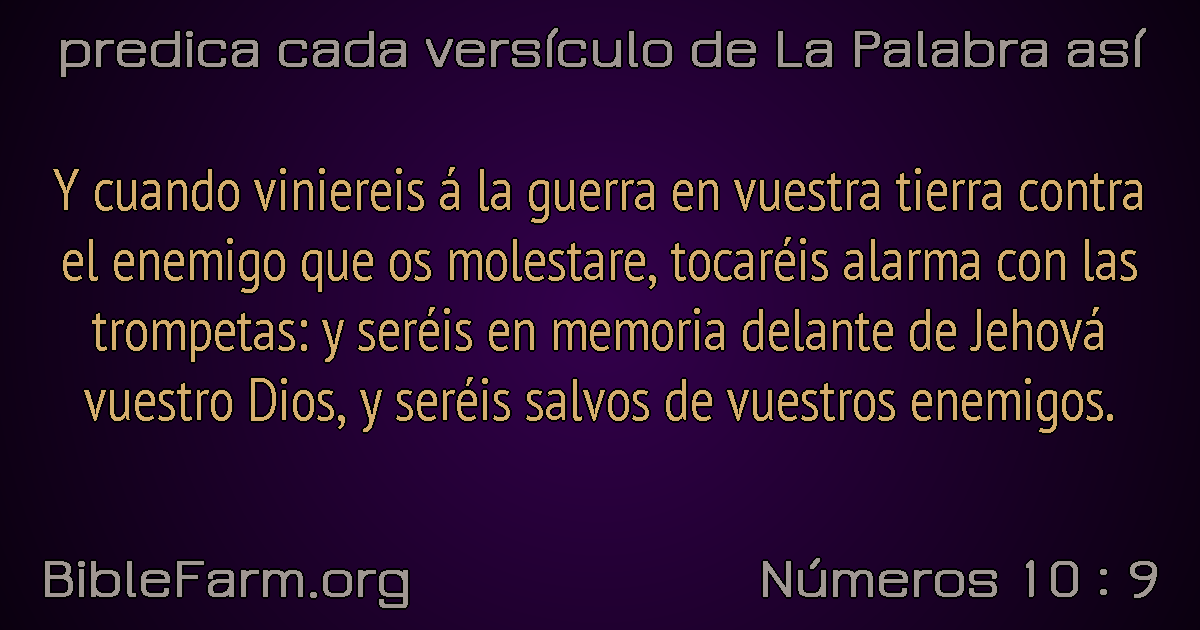 predica cada versículo de La Palabra así
Y cuando viniereis á la guerra en vuestra tierra contra
el enemigo que os molestare, tocaréis alarma con las
trompetas: y seréis en memoria delante de Jehová
vuestro Dios, y seréis salvos de vuestros enemigos.
BibleFarm.org
Números 10 : 9